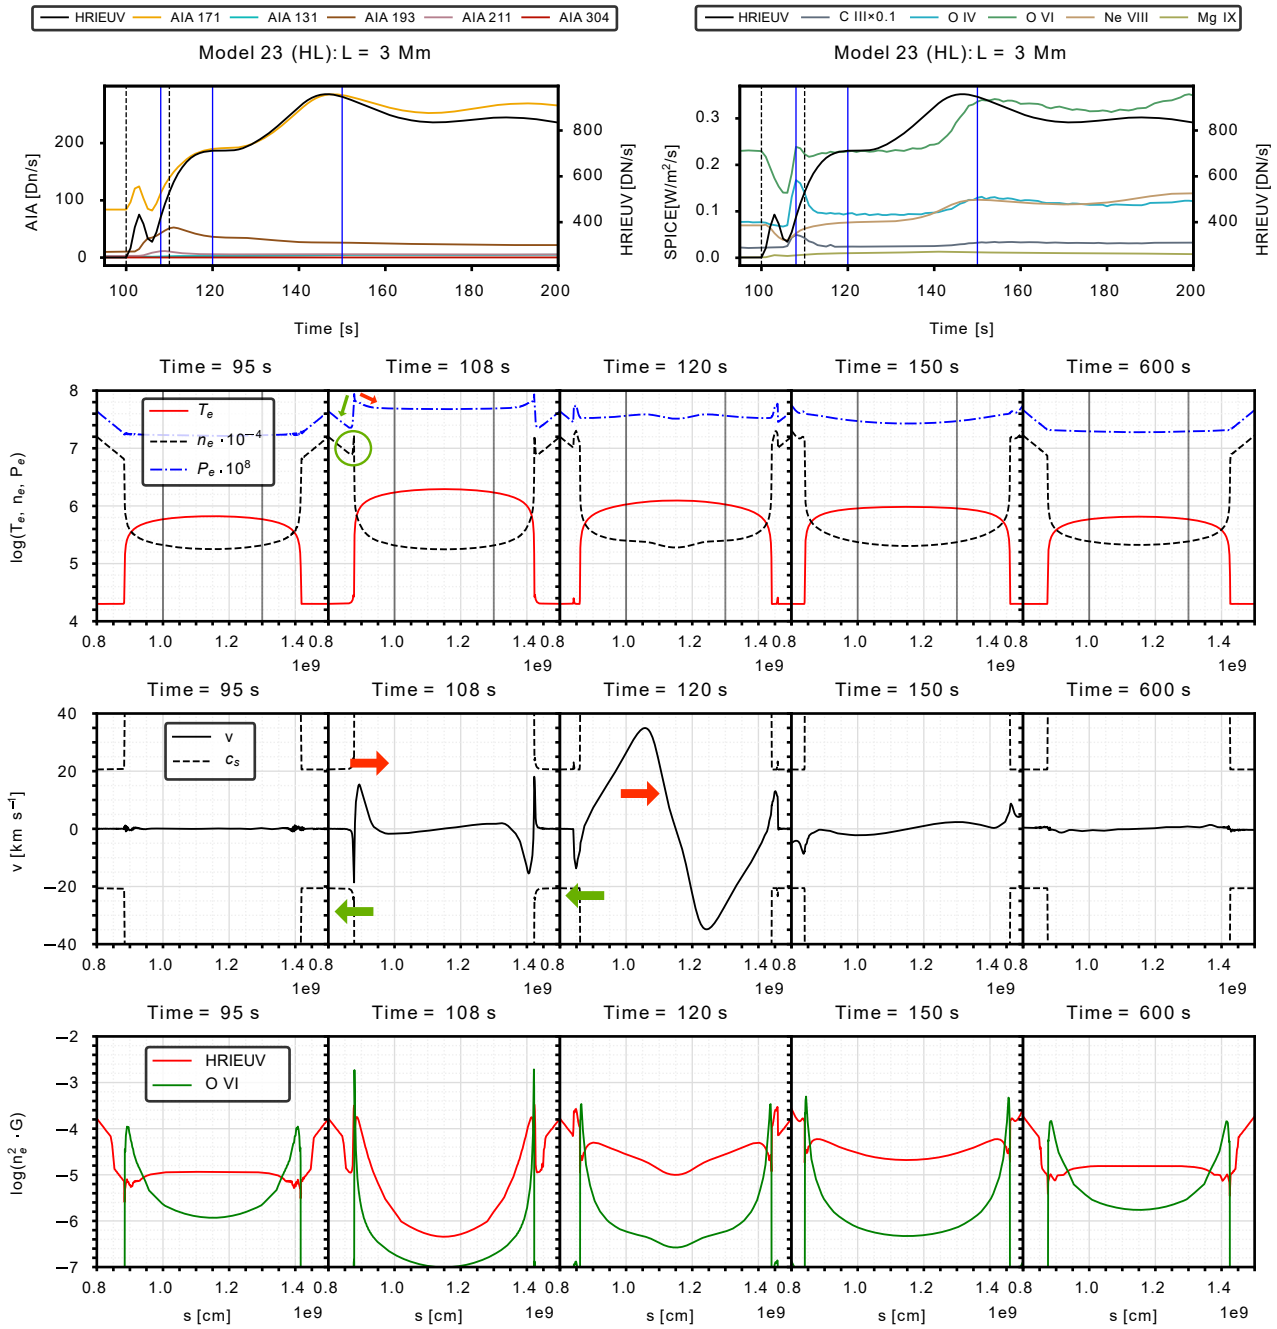 HRIEUV AIA 171 AIA 131 AIA 193 AIA 211 AIA 304
HRIEUV C III×0.1 O IV O VI Ne VIII Mg IX
Model 23 (HL): L = 3 Mm
Model 23 (HL): L = 3 Mm
AIA [Dn/s]
200
100
0
800
600
400
HRIEUV [DN/s]
100 120 140 160 180 200
Time [s]
SPICE[W/m²/s]
0.3
0.2
0.1
0.0
800
600
400
HRIEUV [DN/s]
100 120 140 160 180 200
Time [s]
Time = 95 s Time = 108 s Time = 120 s Time = 150 s Time = 600 s
log(Tₑ, nₑ, Pₑ)
8
7
6
5
4
Tₑ
nₑ · 10⁻⁴
Pₑ · 10⁸
0.8 1.0 1.2 1.4 0.8 1.0 1.2 1.4 0.8 1.0 1.2 1.4 0.8 1.0 1.2 1.4 0.8 1.0 1.2 1.4
1e9 1e9 1e9 1e9 1e9
Time = 95 s Time = 108 s Time = 120 s Time = 150 s Time = 600 s
v [km s⁻¹]
40
20
0
−20
−40
v
cₛ
0.8 1.0 1.2 1.4 0.8 1.0 1.2 1.4 0.8 1.0 1.2 1.4 0.8 1.0 1.2 1.4 0.8 1.0 1.2 1.4
1e9 1e9 1e9 1e9 1e9
Time = 95 s Time = 108 s Time = 120 s Time = 150 s Time = 600 s
log(nₑ² · G)
−2
−3
−4
−5
−6
−7
HRIEUV
O VI
0.8 1.0 1.2 1.4 0.8 1.0 1.2 1.4 0.8 1.0 1.2 1.4 0.8 1.0 1.2 1.4 0.8 1.0 1.2 1.4
s [cm] 1e9 s [cm] 1e9 s [cm] 1e9 s [cm] 1e9 s [cm] 1e9